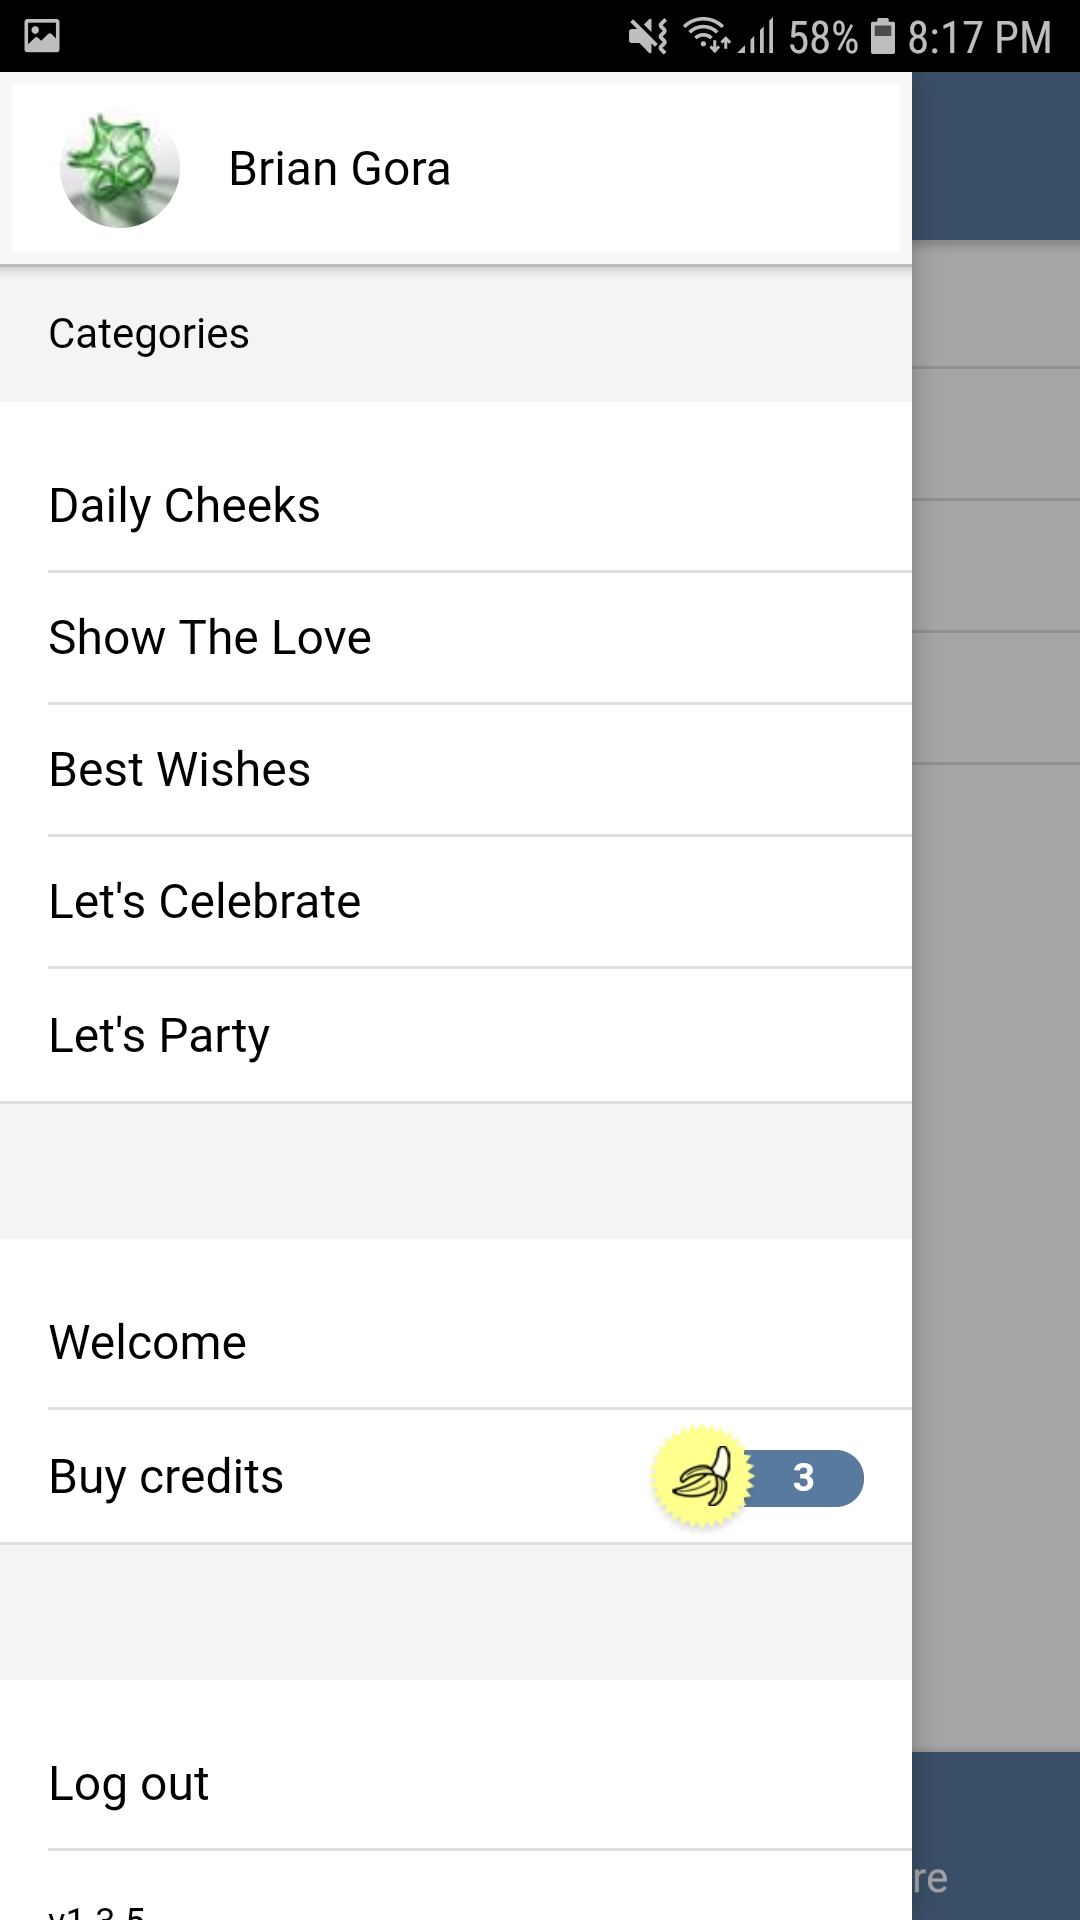 58% 8:17 PM
Brian Gora
Categories
Daily Cheeks
Show The Love
Best Wishes
Let's Celebrate
Let's Party
Welcome
Buy credits 3
Log out
re
v1.3.5